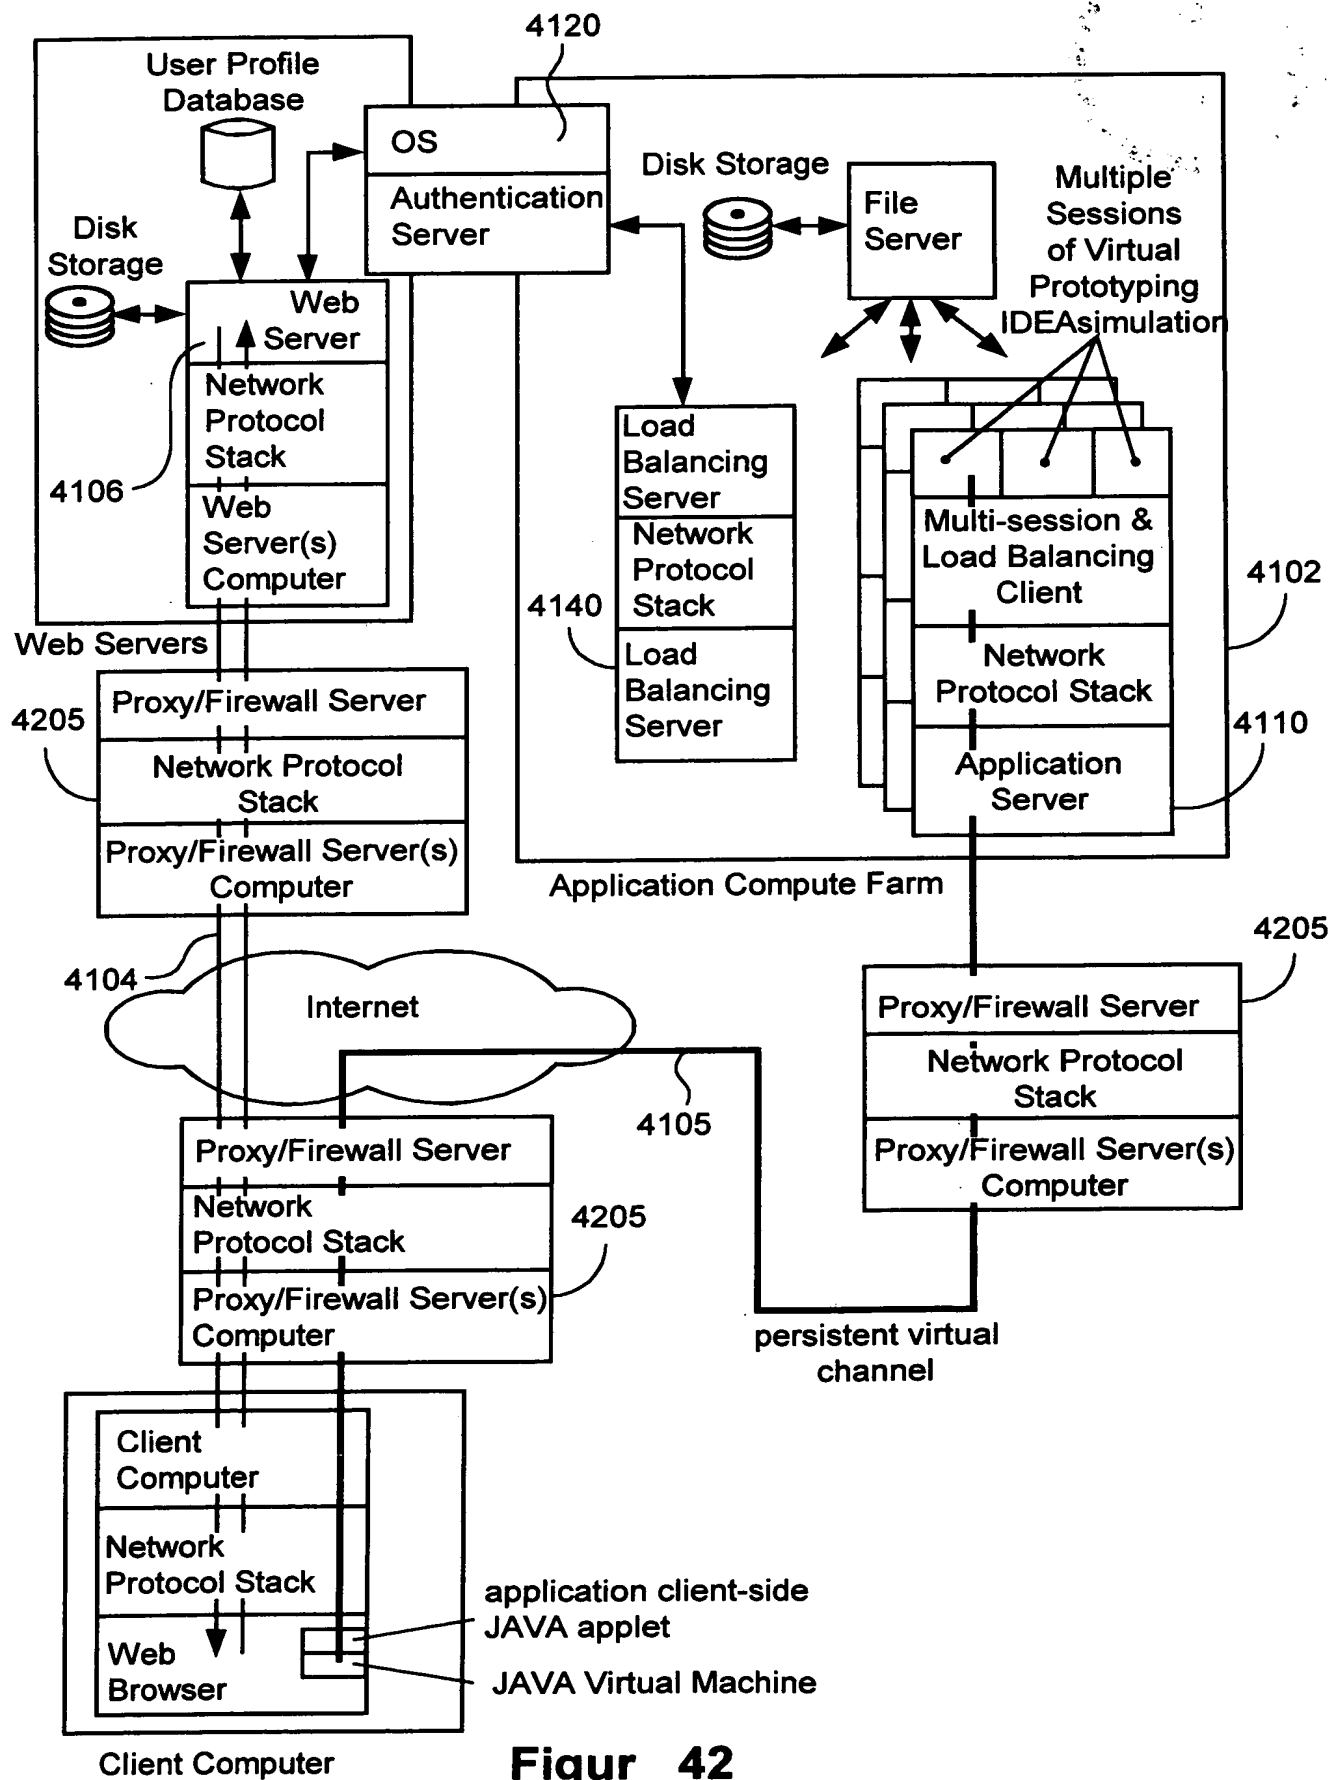 4120
User Profile
Database
OS
Authentication
Server
Disk Storage
File
Server
Multiple
Sessions
of Virtual
Prototyping
IDEAsimulation
Disk
Storage
Web
Server
Network
Protocol
Stack
4106
Web
Server(s)
Computer
Web Servers
Load
Balancing
Server
Network
Protocol
Stack
4140
Load
Balancing
Server
Multi-session &
Load Balancing
Client
4102
Network
Protocol Stack
4110
Application
Server
Application Compute Farm
Proxy/Firewall Server
4205
Network Protocol
Stack
Proxy/Firewall Server(s)
Computer
4104
Internet
4205
Proxy/Firewall Server
Network Protocol
Stack
Proxy/Firewall Server(s)
Computer
4105
Proxy/Firewall Server
Network
Protocol Stack
4205
Proxy/Firewall Server(s)
Computer
persistent virtual
channel
Client
Computer
Network
Protocol Stack
application client-side
JAVA applet
Web
Browser
JAVA Virtual Machine
Client Computer
Figur 42